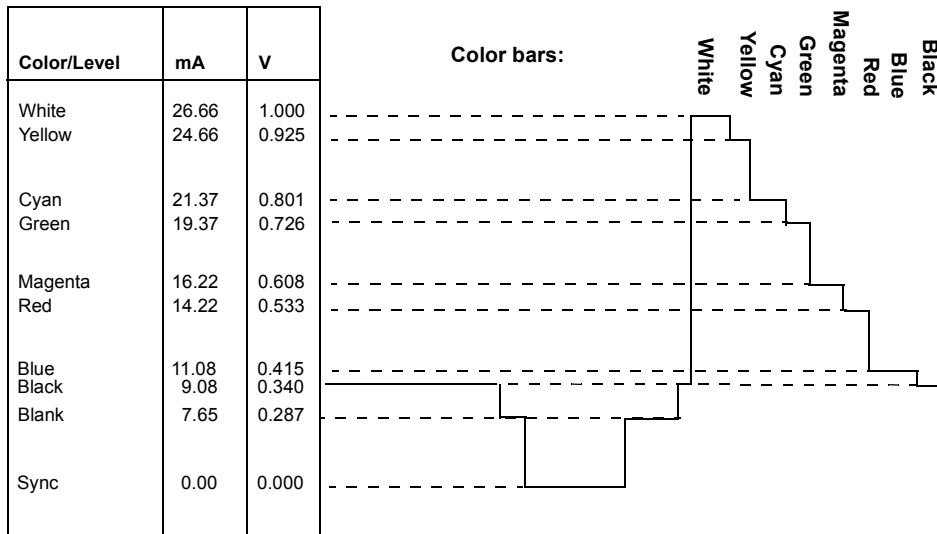 Color/Level mA V
Color bars:
White
Yellow
Cyan
Green
Magenta
Red
Blue
Black
White 26.66 1.000
Yellow 24.66 0.925
Cyan 21.37 0.801
Green 19.37 0.726
Magenta 16.22 0.608
Red 14.22 0.533
Blue 11.08 0.415
Black 9.08 0.340
Blank 7.65 0.287
Sync 0.00 0.000